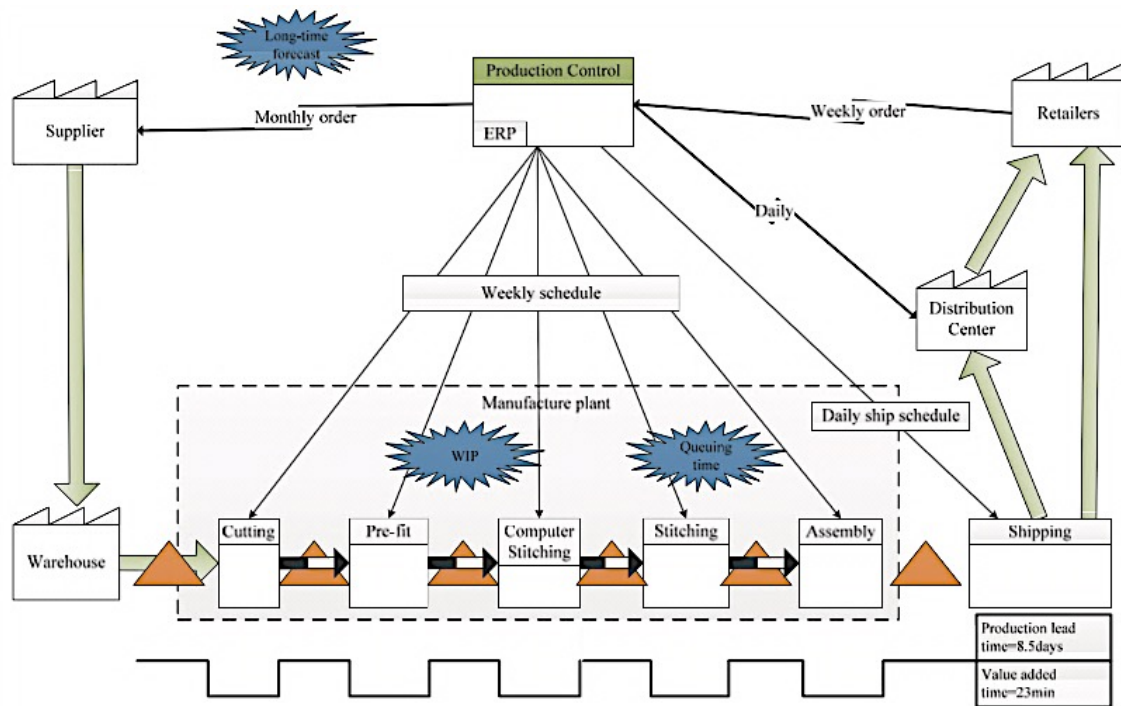 Long-time
forecast
Production Control
ERP
Supplier
Monthly order
Weekly order
Retailers
Daily
Weekly schedule
Distribution
Center
Manufacture plant
Daily ship schedule
WIP
Queuing
time
Cutting
Pre-fit
Computer
Stitching
Stitching
Assembly
Shipping
Warehouse
Production lead
time=8.5days
Value added
time=23min